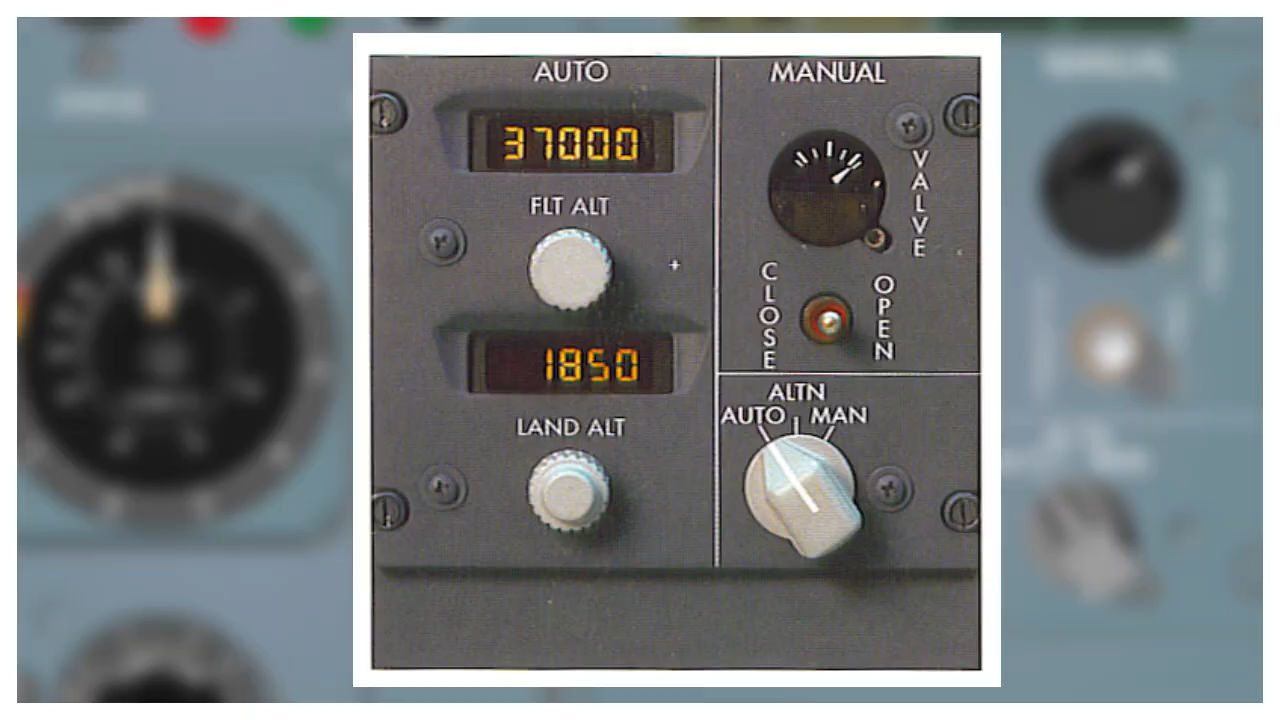 AUTO
37000
FLT ALT
1850
LAND ALT
MANUAL
VALVE
CLOSE
OPEN
ALTN
AUTO MAN